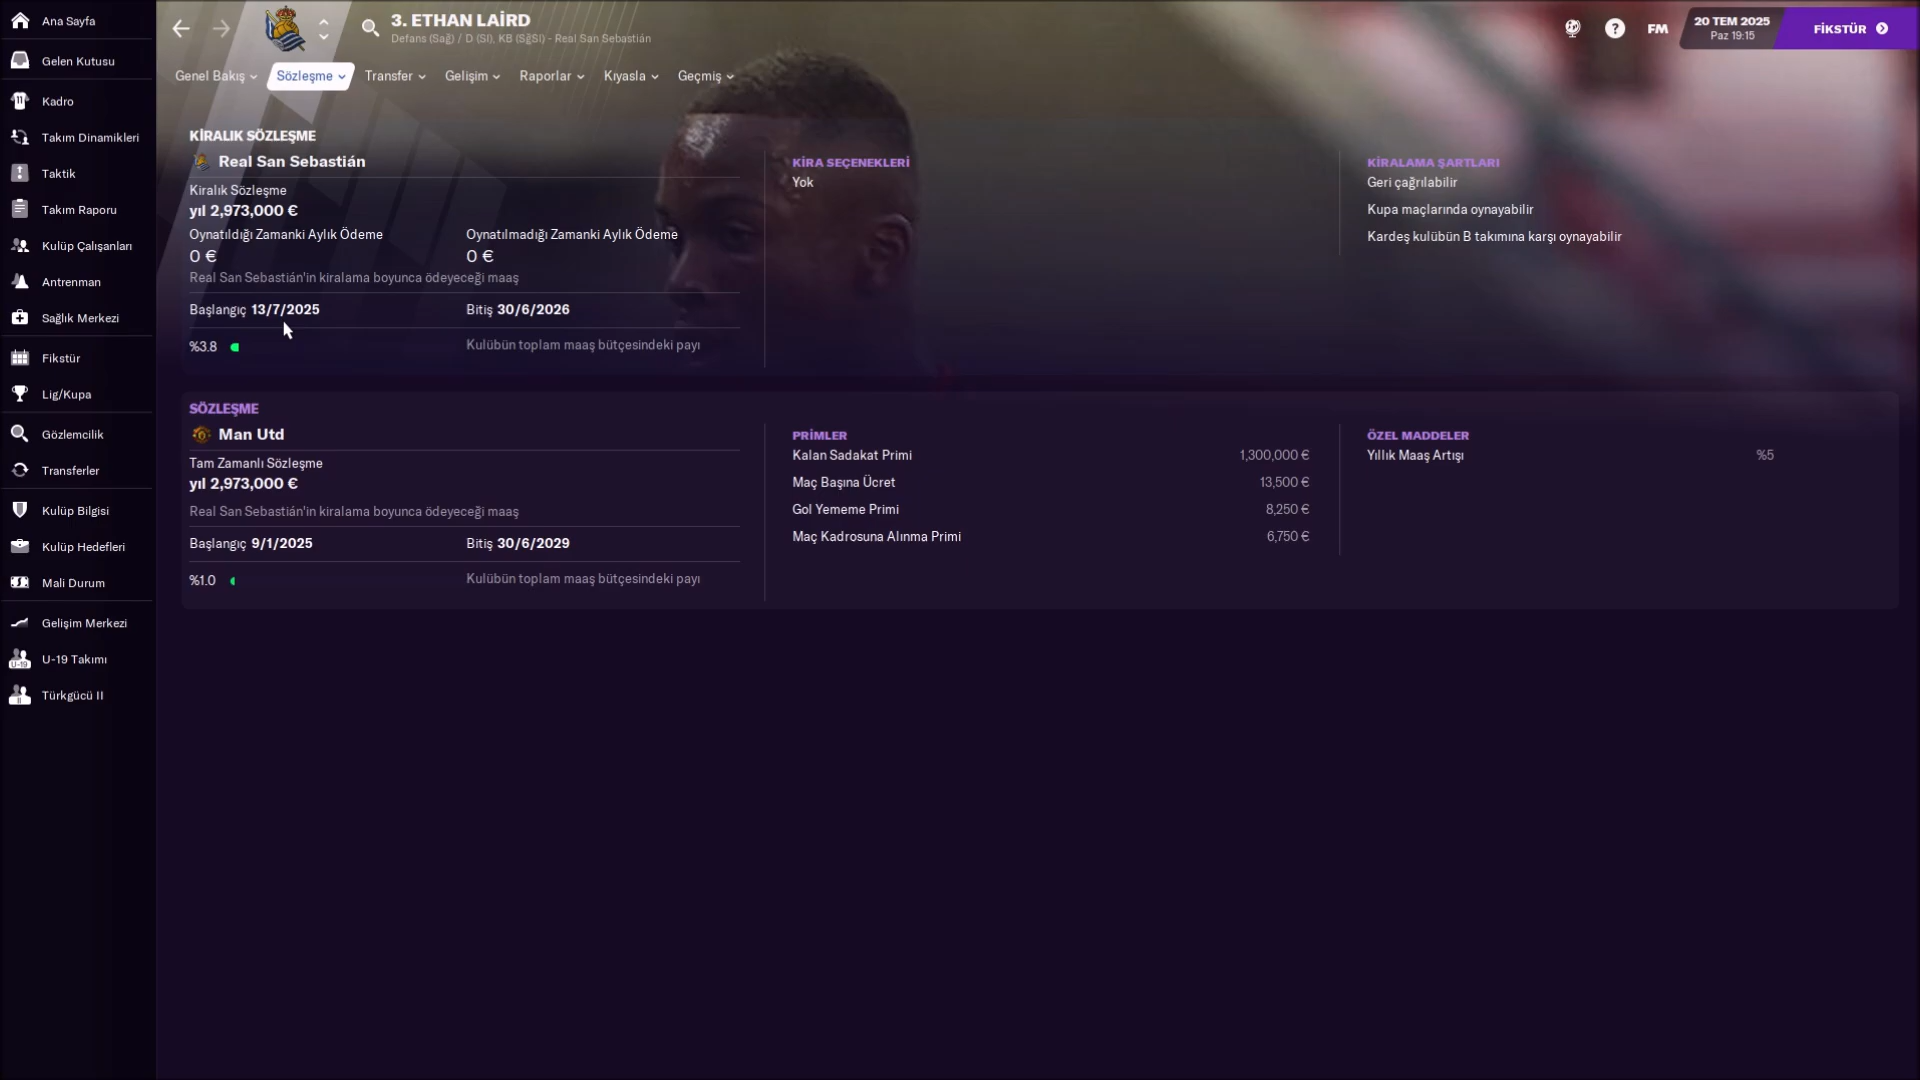 Ana Sayfa
Gelen Kutusu
Kadro
Takım Dinamikleri
Taktik
Takım Raporu
Kulüp Çalışanları
Antrenman
Sağlık Merkezi
Fikstür
Lig/Kupa
Gözlemcilik
Transferler
Kulüp Bilgisi
Kulüp Hedefleri
Mali Durum
Gelişim Merkezi
U-19 Takımı
Türkgücü II
3. ETHAN LAİRD
Defans (Sağ) / D (Sl), KB (SğSl) - Real San Sebastián
FM
20 TEM 2025
Paz 19:15
FİKSTÜR
Genel Bakış
Sözleşme
Transfer
Gelişim
Raporlar
Kıyasla
Geçmiş
KİRALIK SÖZLEŞME
Real San Sebastián
Kiralık Sözleşme
yıl 2,973,000 €
Oynatıldığı Zamanki Aylık Ödeme
Oynatılmadığı Zamanki Aylık Ödeme
0 €
0 €
Real San Sebastián'in kiralama boyunca ödeyeceği maaş
Başlangıç 13/7/2025
Bitiş 30/6/2026
%3.8
Kulübün toplam maaş bütçesindeki payı
KİRA SEÇENEKLERİ
Yok
KİRALAMA ŞARTLARI
Geri çağrılabilir
Kupa maçlarında oynayabilir
Kardeş kulübün B takımına karşı oynayabilir
SÖZLEŞME
Man Utd
Tam Zamanlı Sözleşme
yıl 2,973,000 €
Real San Sebastián'in kiralama boyunca ödeyeceği maaş
Başlangıç 9/1/2025
Bitiş 30/6/2029
%1.0
Kulübün toplam maaş bütçesindeki payı
PRİMLER
Kalan Sadakat Primi 1,300,000 €
Maç Başına Ücret 13,500 €
Gol Yememe Primi 8,250 €
Maç Kadrosuna Alınma Primi 6,750 €
ÖZEL MADDELER
Yıllık Maaş Artışı %5